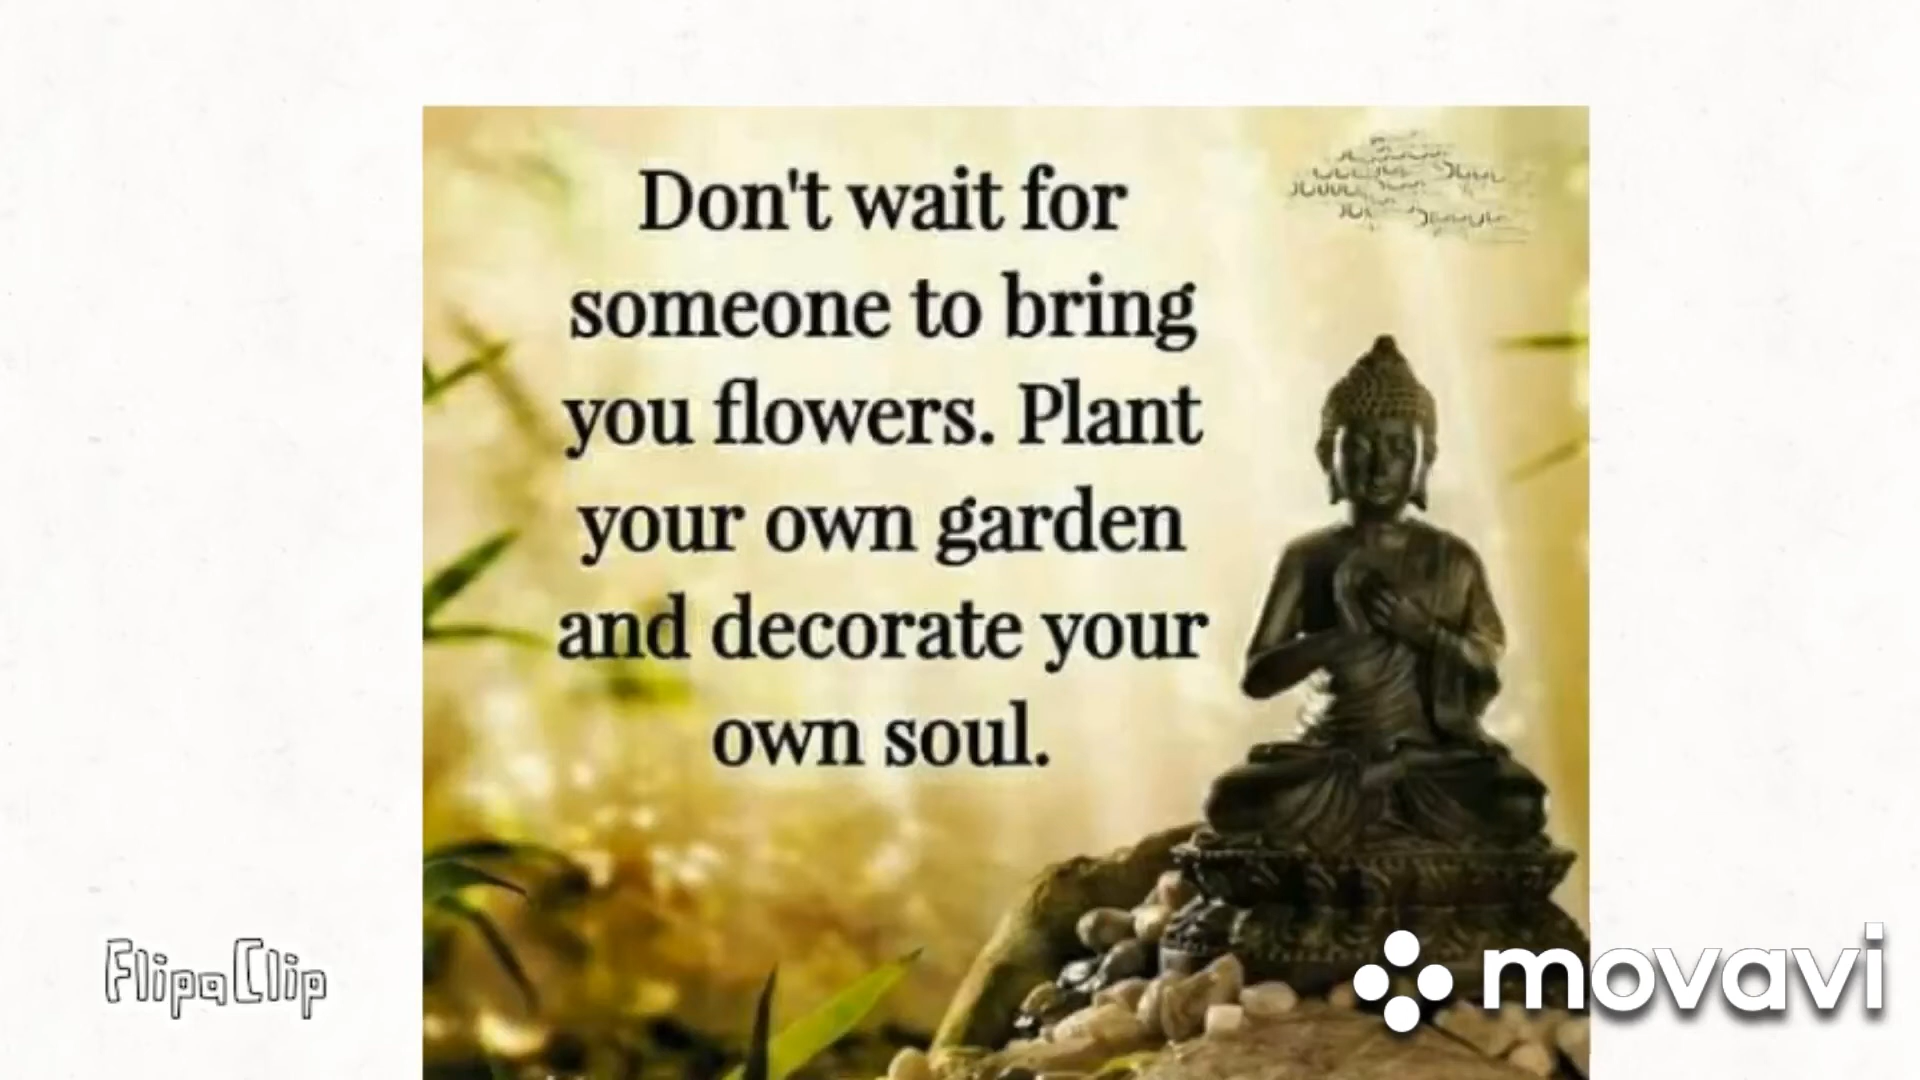 Don't wait for
someone to bring
you flowers. Plant
your own garden
and decorate your
own soul.
FlipaClip
movavi